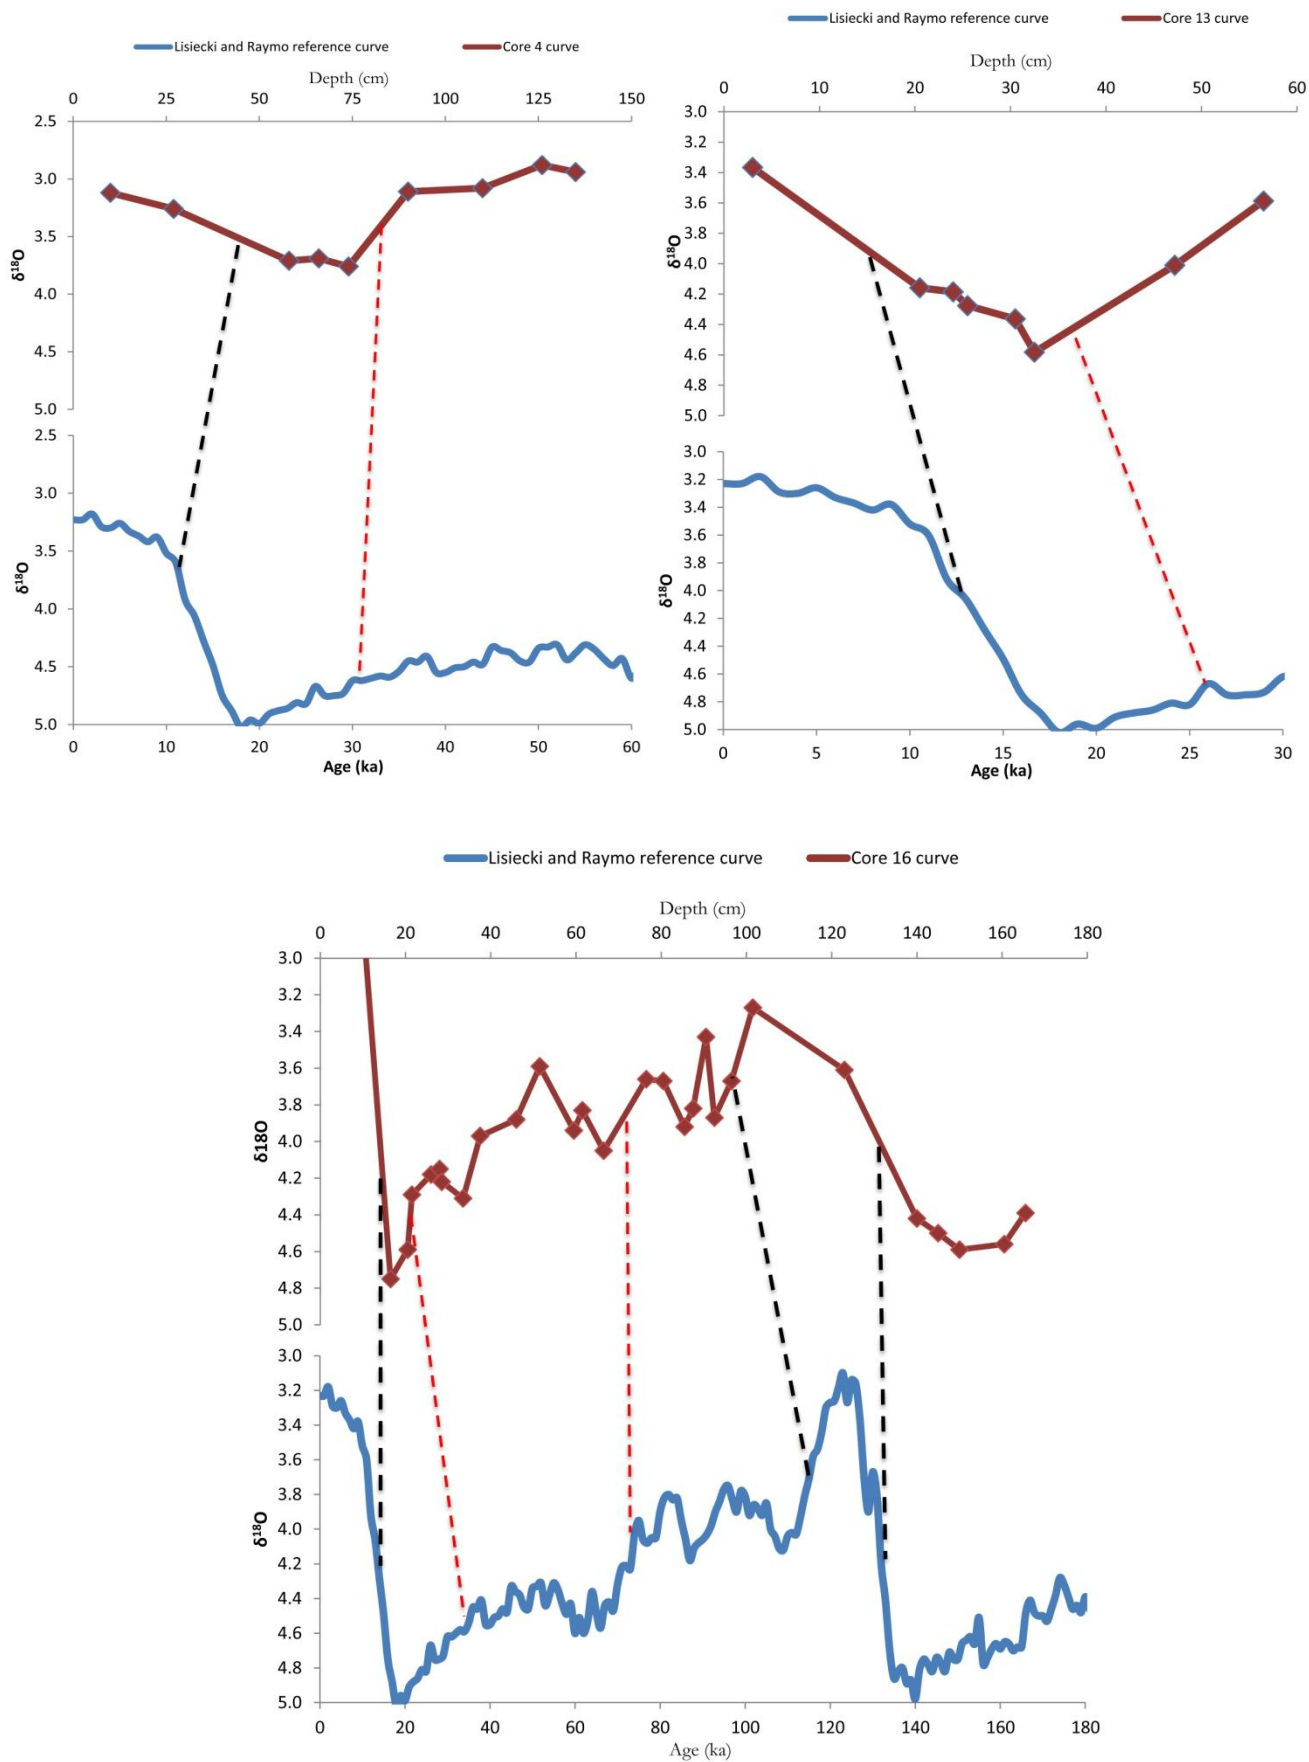 Lisiecki and Raymo reference curve Core 4 curve
Depth (cm)
0 25 50 75 100 125 150
2.5
3.0
3.5
4.0
4.5
5.0
δ¹⁸O
2.5
3.0
3.5
4.0
4.5
5.0
δ¹⁸O
0 10 20 30 40 50 60
Age (ka)
Lisiecki and Raymo reference curve Core 13 curve
Depth (cm)
0 10 20 30 40 50 60
3.0
3.2
3.4
3.6
3.8
4.0
4.2
4.4
4.6
4.8
5.0
δ¹⁸O
3.0
3.2
3.4
3.6
3.8
4.0
4.2
4.4
4.6
4.8
5.0
δ¹⁸O
0 5 10 15 20 25 30
Age (ka)
Lisiecki and Raymo reference curve Core 16 curve
Depth (cm)
0 20 40 60 80 100 120 140 160 180
3.0
3.2
3.4
3.6
3.8
4.0
4.2
4.4
4.6
4.8
5.0
δ18O
3.0
3.2
3.4
3.6
3.8
4.0
4.2
4.4
4.6
4.8
5.0
δ¹⁸O
0 20 40 60 80 100 120 140 160 180
Age (ka)